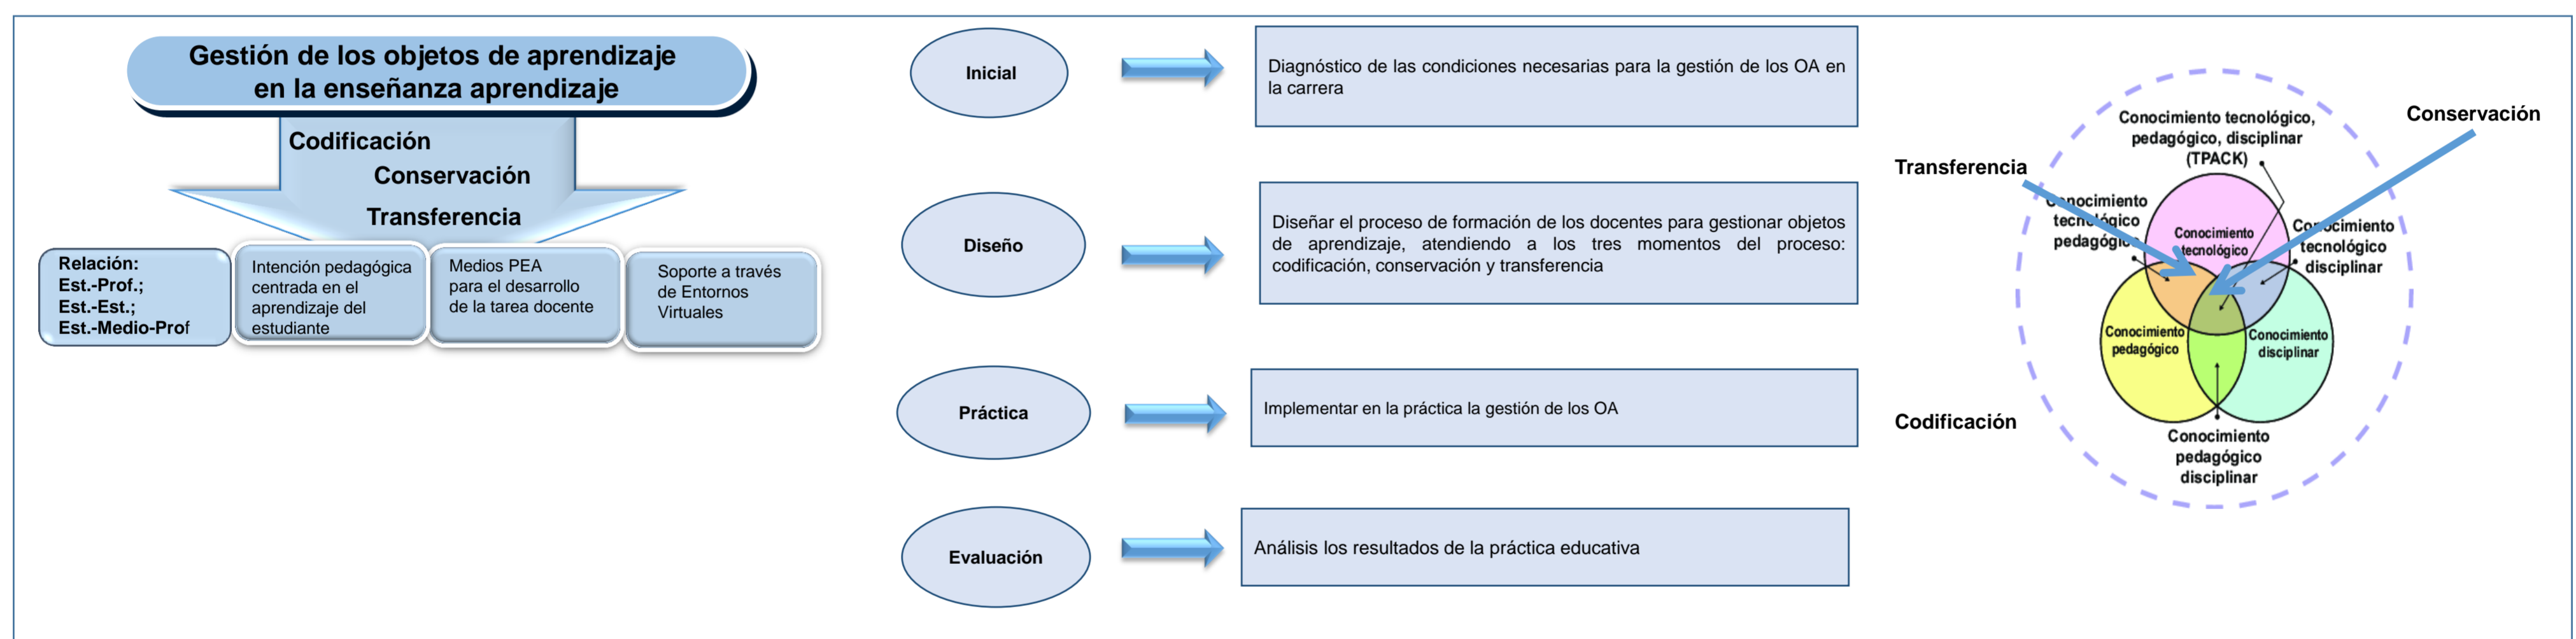 Gestión de los objetos de aprendizaje
en la enseñanza aprendizaje
Codificación
Conservación
Transferencia
Relación:
Est.-Prof.;
Est.-Est.;
Est.-Medio-Prof
Intención pedagógica
centrada en el
aprendizaje del
estudiante
Medios PEA
para el desarrollo
de la tarea docente
Soporte a través
de Entornos
Virtuales
Inicial
Diagnóstico de las condiciones necesarias para la gestión de los OA en
la carrera
Diseño
Diseñar el proceso de formación de los docentes para gestionar objetos
de aprendizaje, atendiendo a los tres momentos del proceso:
codificación, conservación y transferencia
Práctica
Implementar en la práctica la gestión de los OA
Evaluación
Análisis los resultados de la práctica educativa
Conservación
Transferencia
Codificación
Conocimiento tecnológico,
pedagógico, disciplinar
(TPACK)
Conocimiento
tecnológico
pedagógico
Conocimiento
tecnológico
Conocimiento
tecnológico
disciplinar
Conocimiento
pedagógico
Conocimiento
disciplinar
Conocimiento
pedagógico
disciplinar